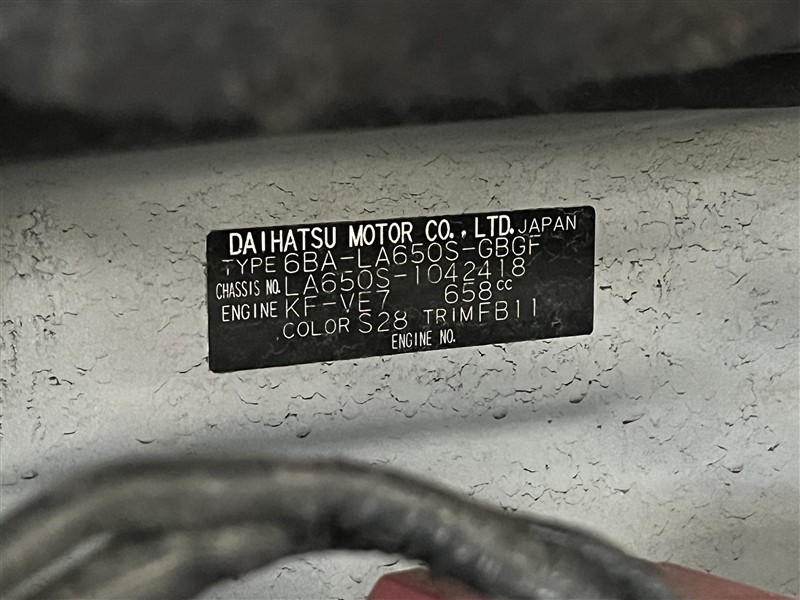 DAIHATSU MOTOR CO., LTD. JAPAN
TYPE 6BA-LA650S-GBGF
CHASSIS NO. LA650S-1042418
ENGINE KF-VE7 658cc
COLOR S28 TRIM FB11
ENGINE NO.